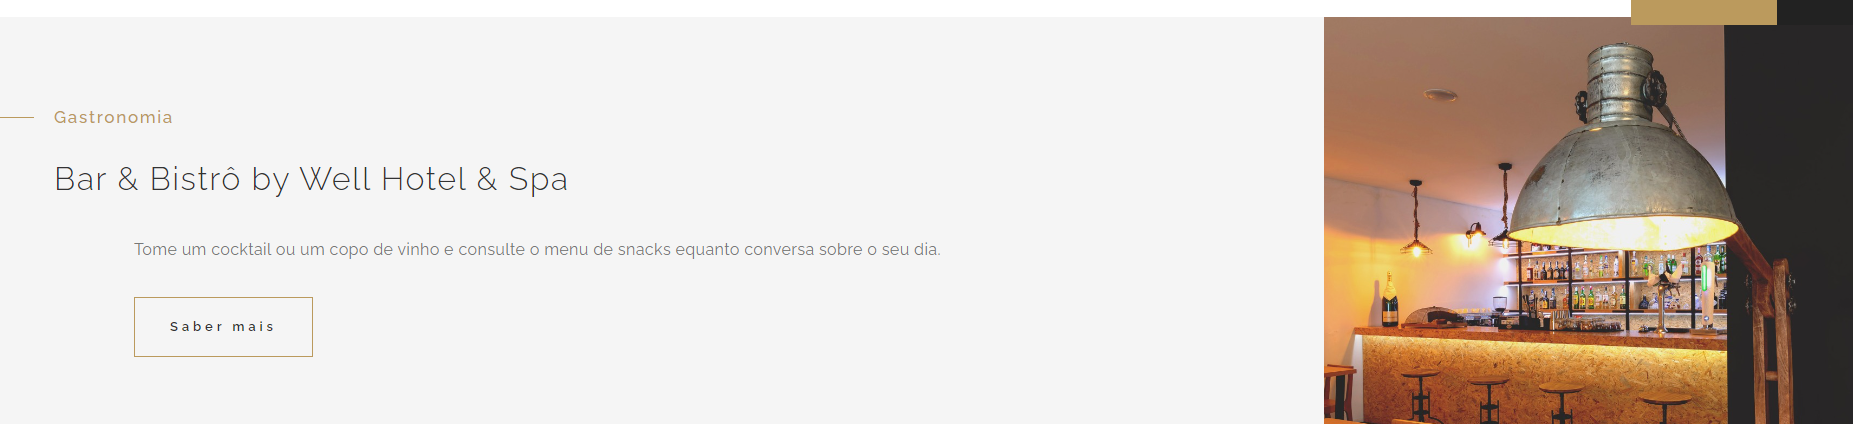 Gastronomia
Bar & Bistrô by Well Hotel & Spa
Tome um cocktail ou um copo de vinho e consulte o menu de snacks equanto conversa sobre o seu dia.
Saber mais